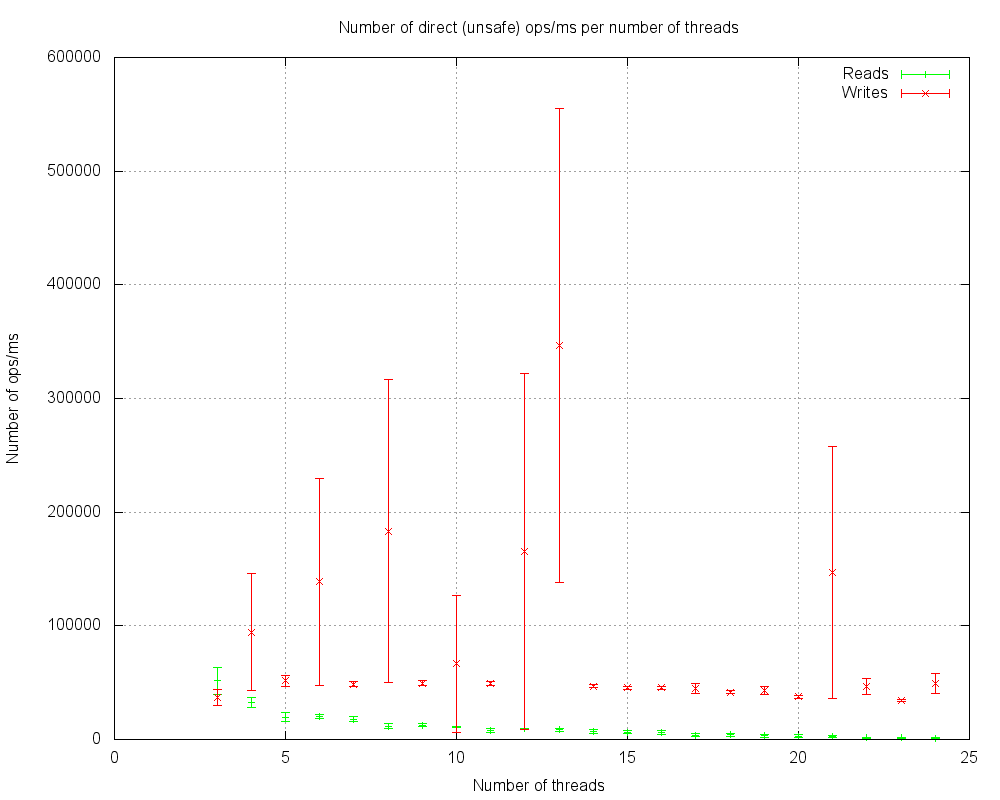 Number of direct (unsafe) ops/ms per number of threads
600000
500000
400000
300000
200000
100000
0
Number of ops/ms
Reads
Writes
0 5 10 15 20 25
Number of threads